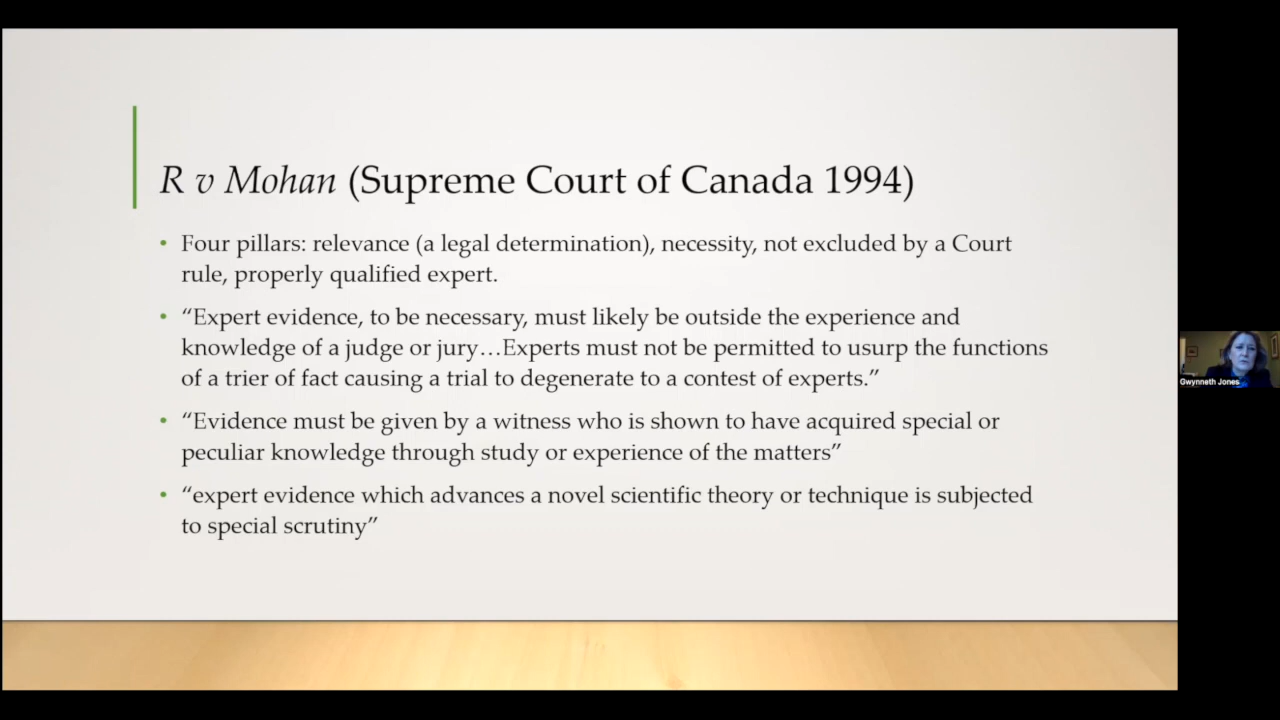 R v Mohan (Supreme Court of Canada 1994)
• Four pillars: relevance (a legal determination), necessity, not excluded by a Court
rule, properly qualified expert.
• “Expert evidence, to be necessary, must likely be outside the experience and
knowledge of a judge or jury…Experts must not be permitted to usurp the functions
of a trier of fact causing a trial to degenerate to a contest of experts.”
• “Evidence must be given by a witness who is shown to have acquired special or
peculiar knowledge through study or experience of the matters”
• “expert evidence which advances a novel scientific theory or technique is subjected
to special scrutiny”
Gwynneth Jones